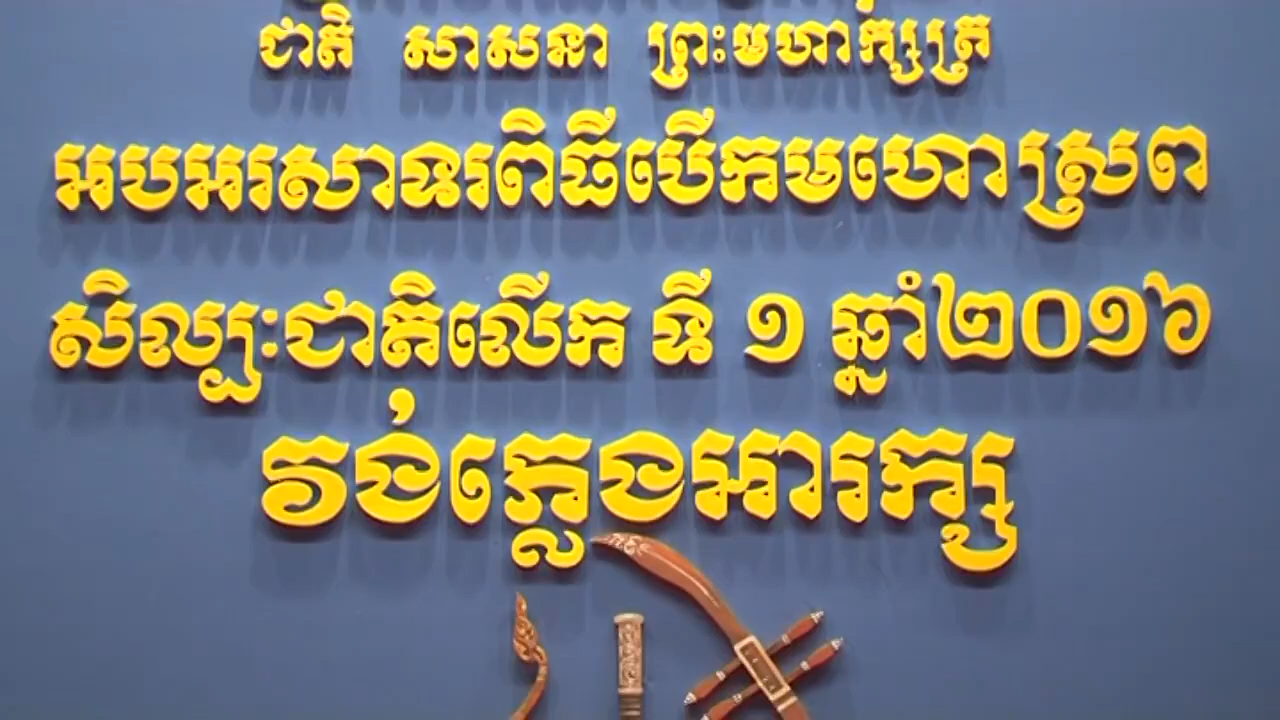 ជាតិ សាសនា ព្រះមហាក្សត្រ
អបអរសាទរពិធីបើកមហោស្រព
សិល្បៈជាតិលើក ទី ១ ឆ្នាំ២០១៦
វង់ភ្លេងអារក្ស